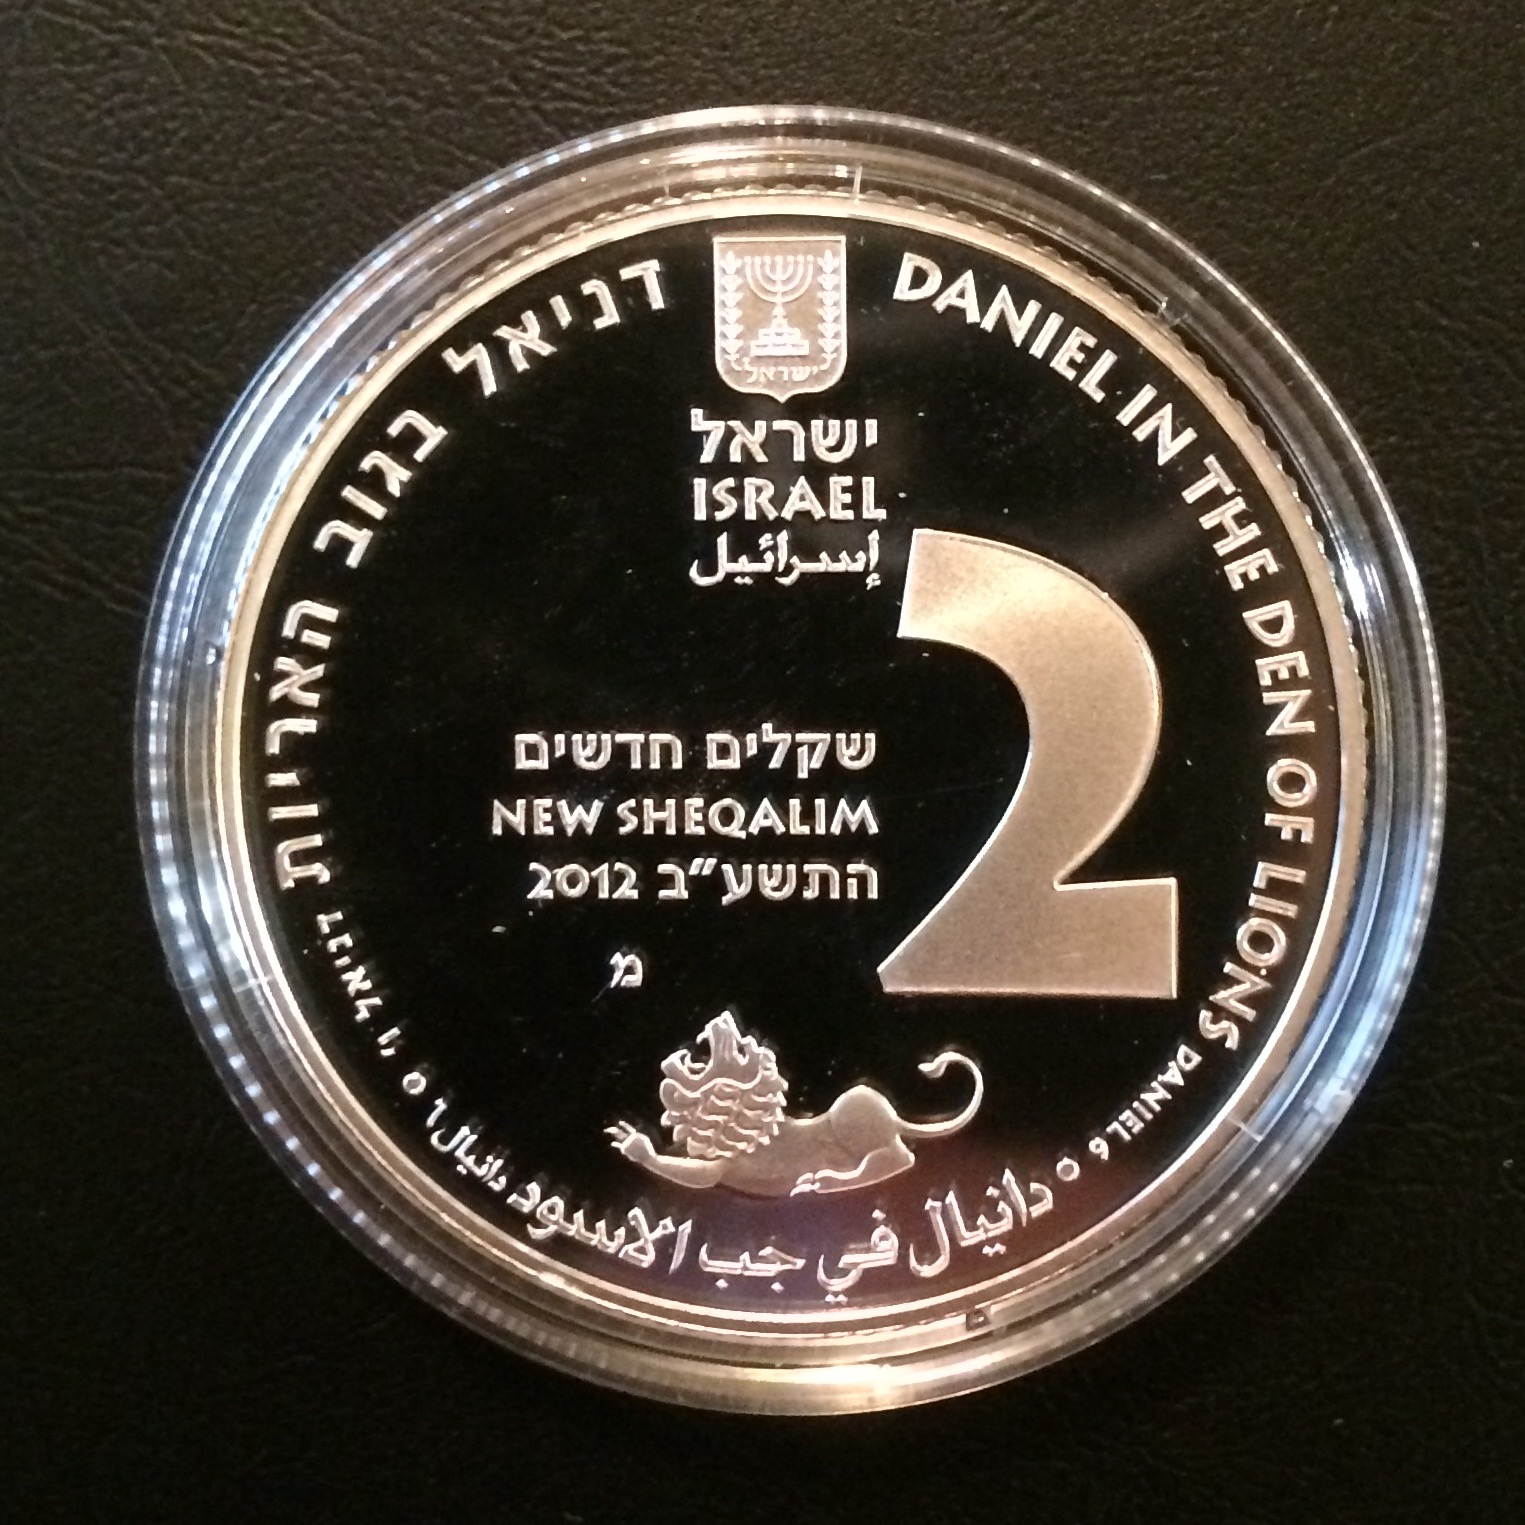 ישראל
ישראל
ISRAEL
إسرائيل
2
שקלים חדשים
NEW SHEQALIM
התשע"ב 2012
מ
דניאל בגוב האריות
דניאל ו,
DANIEL IN THE DEN OF LIONS
DANIEL 6
دانيال في جب الاسود
دانيال ٦